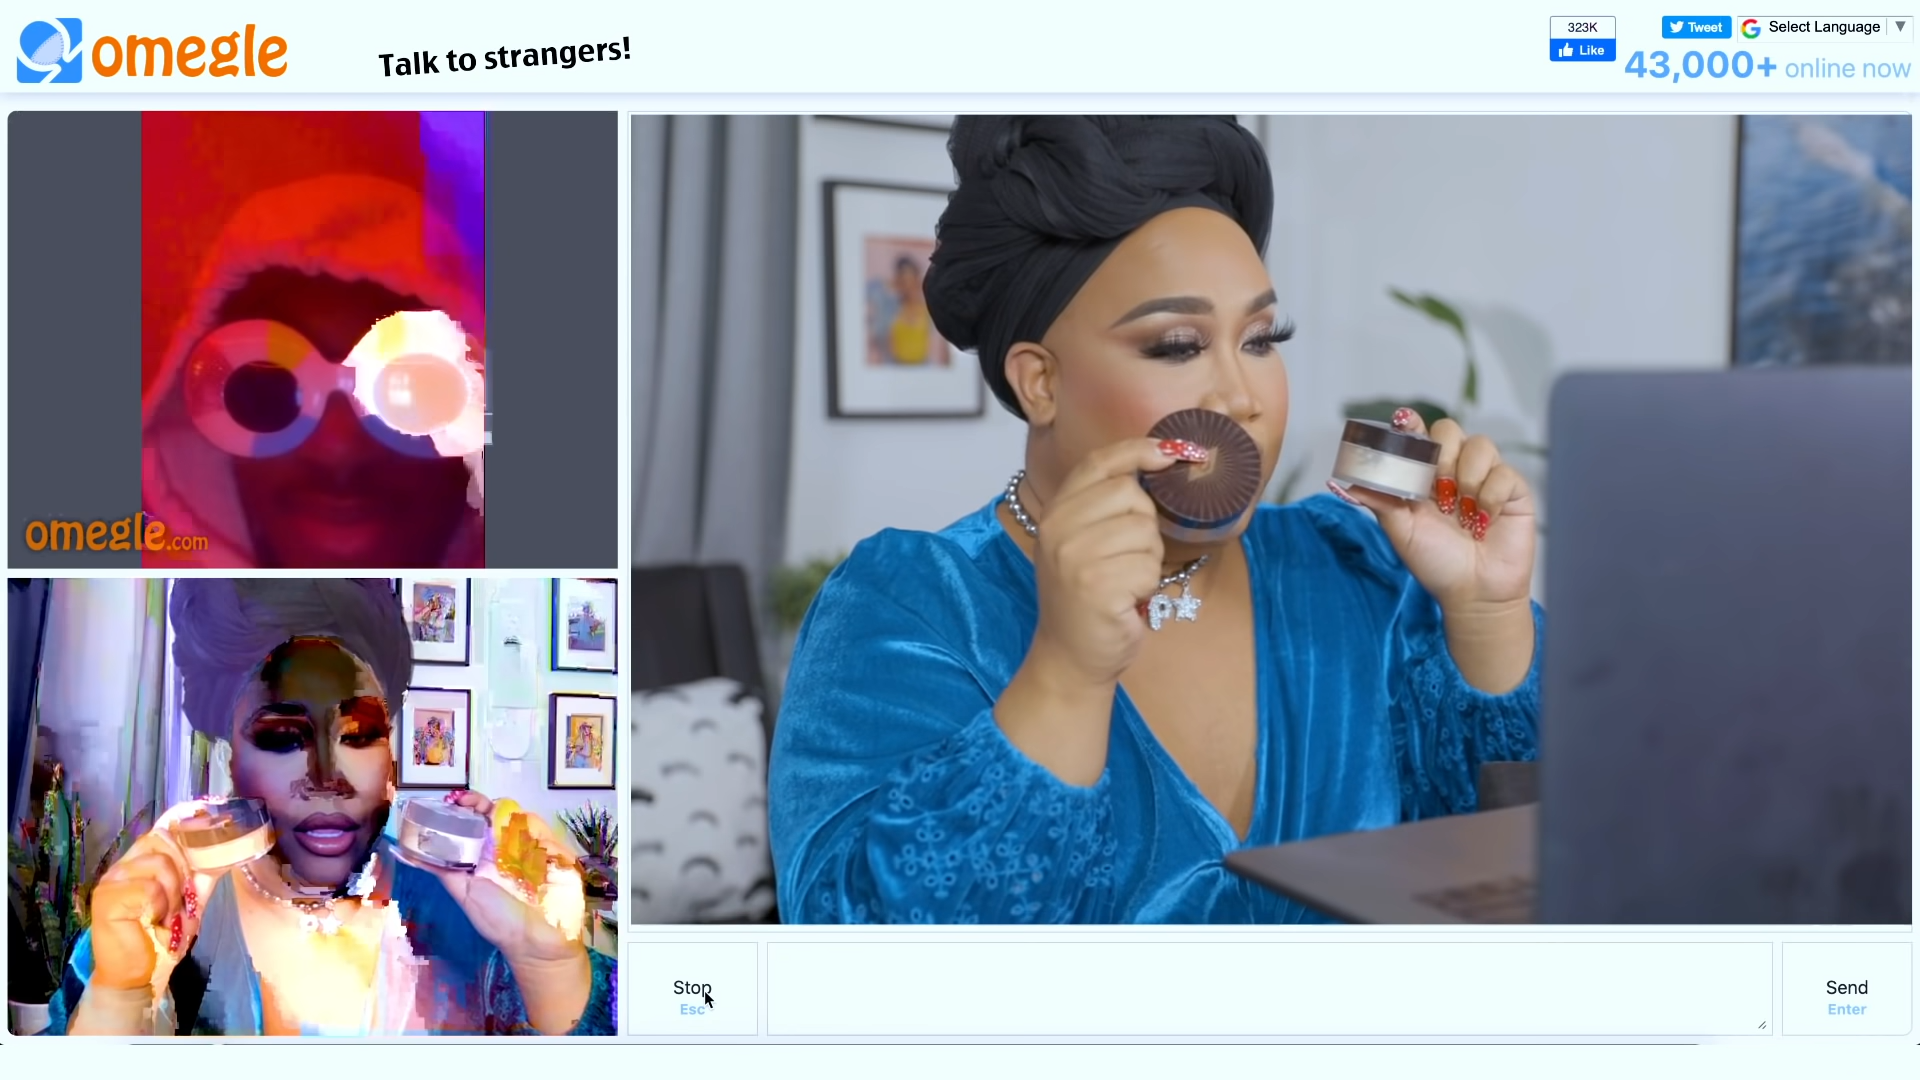 omegle
Talk to strangers!
323K
Like
Tweet
Select Language
43,000+ online now
omegle.com
P
Stop
Esc
Send
Enter